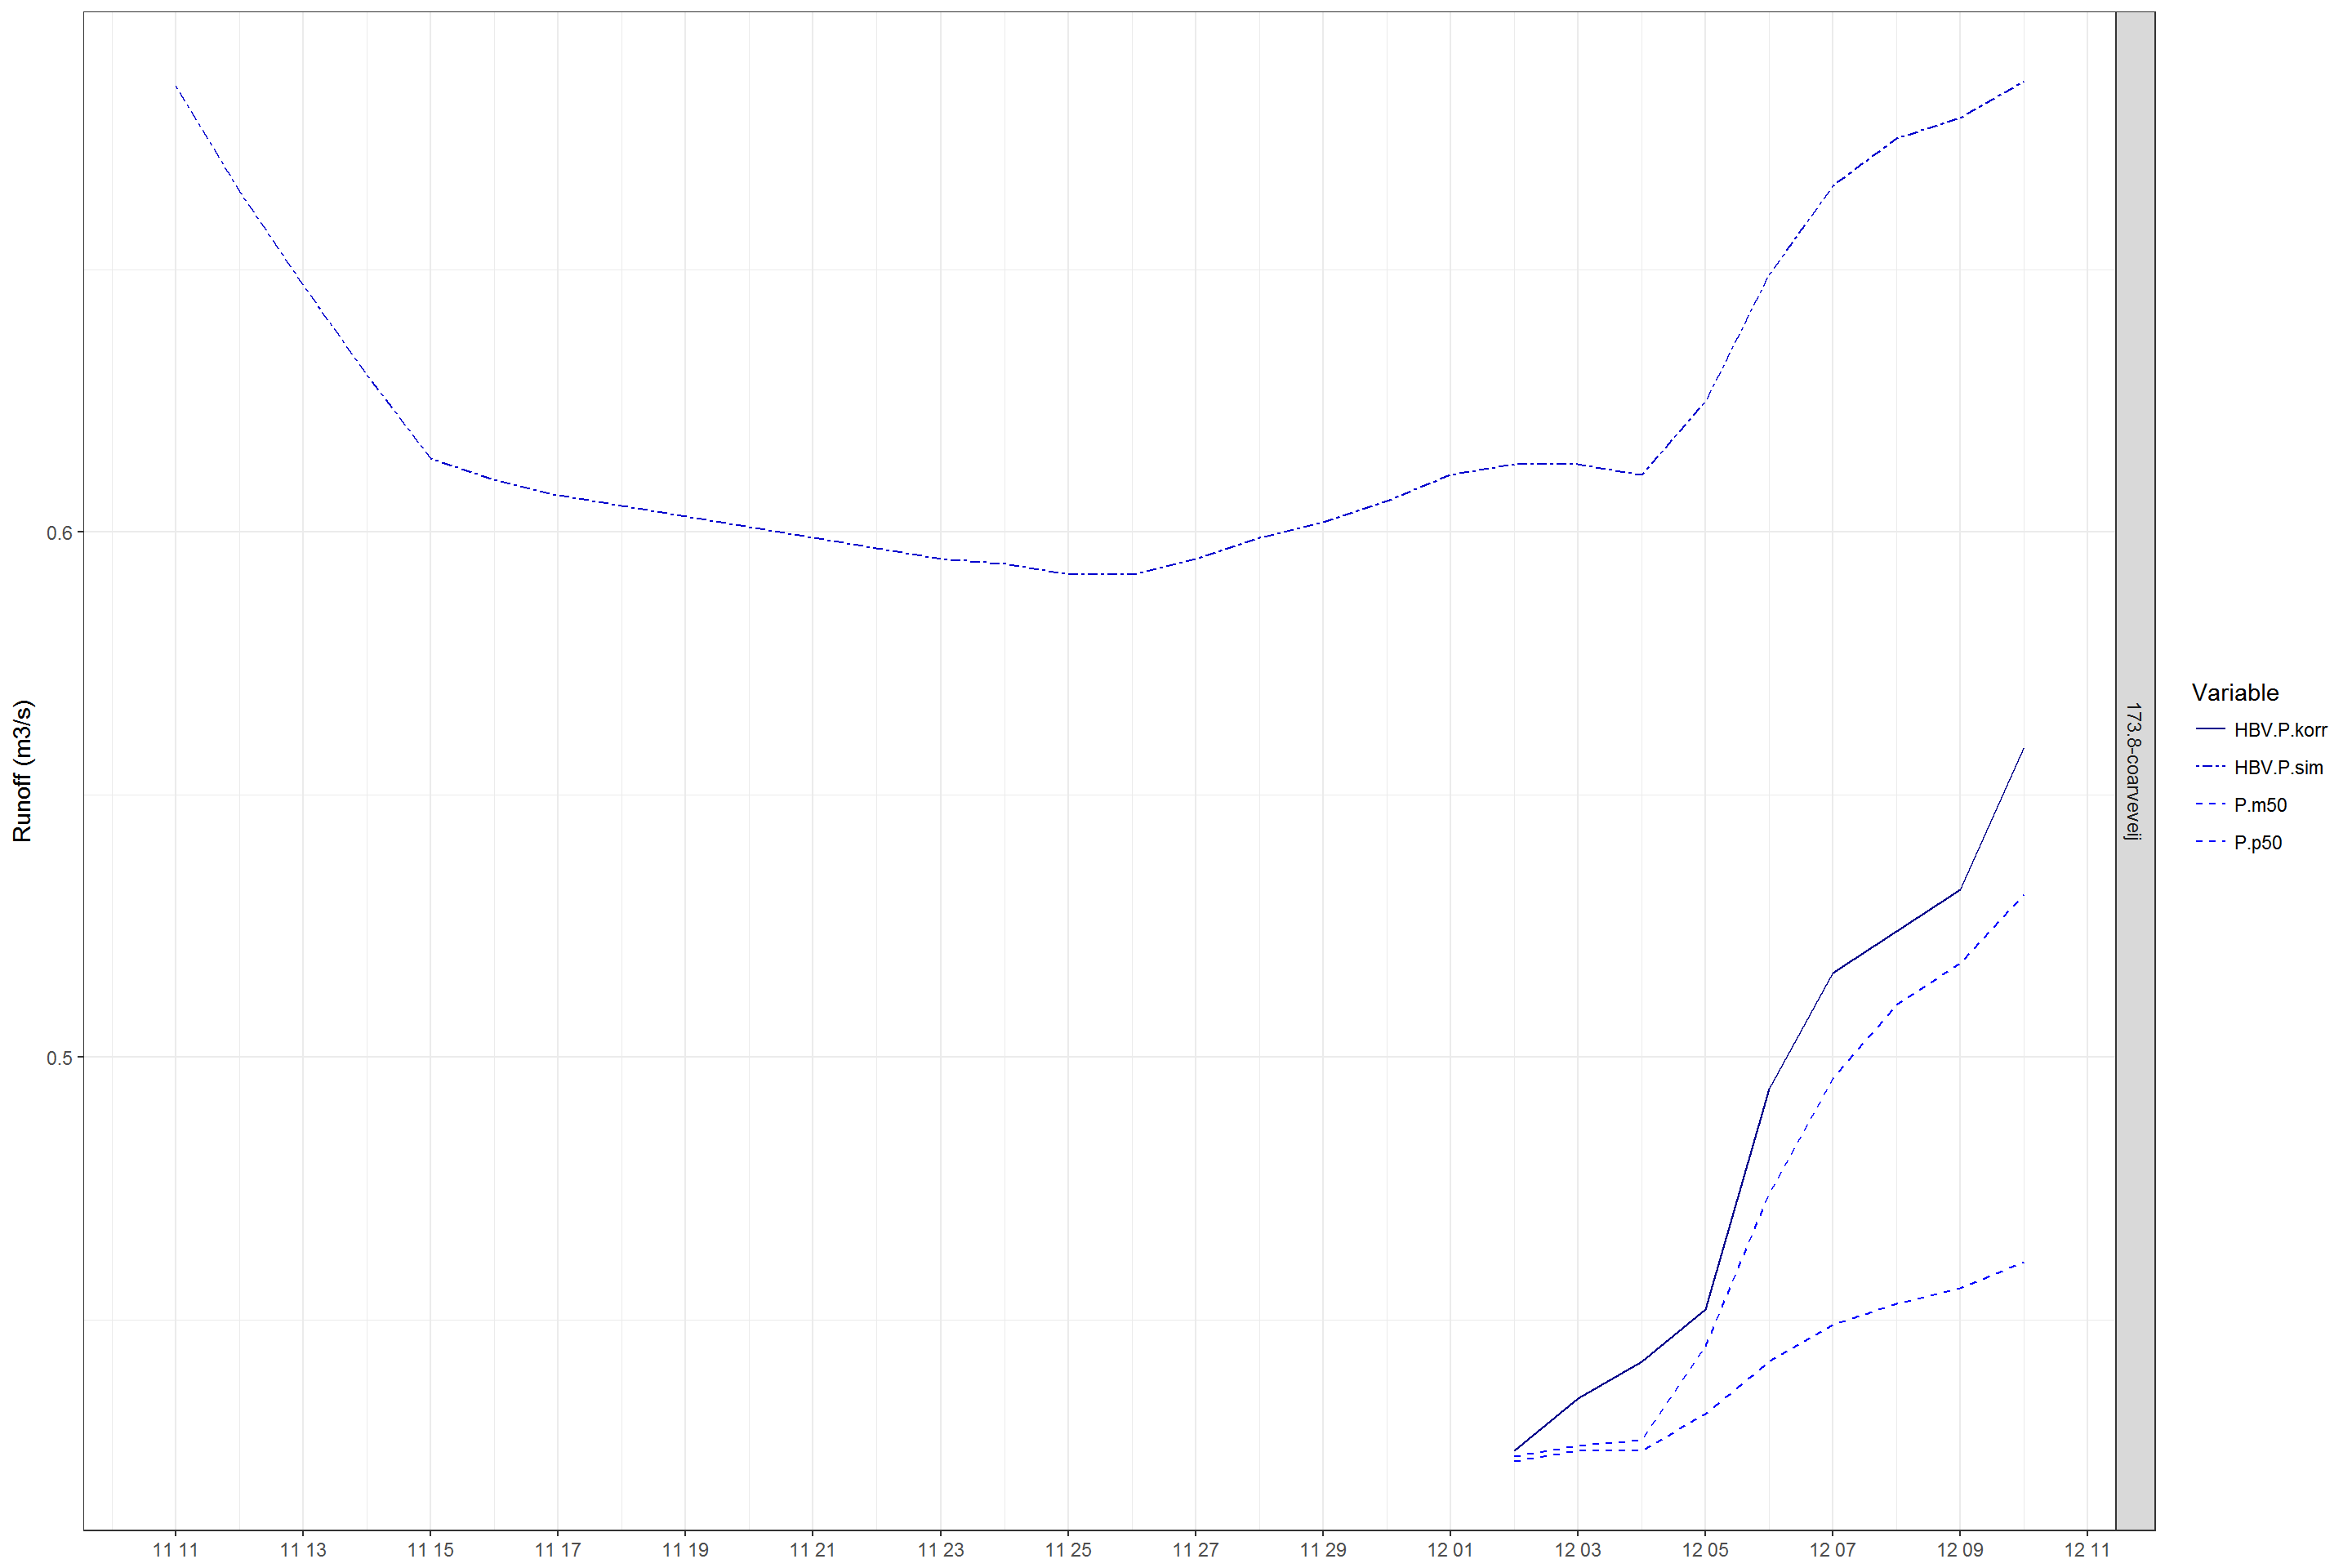 Runoff (m3/s)
0.6
0.5
11 11
11 13
11 15
11 17
11 19
11 21
11 23
11 25
11 27
11 29
12 01
12 03
12 05
12 07
12 09
12 11
173.8-coarveveij
Variable
HBV.P.korr
HBV.P.sim
P.m50
P.p50